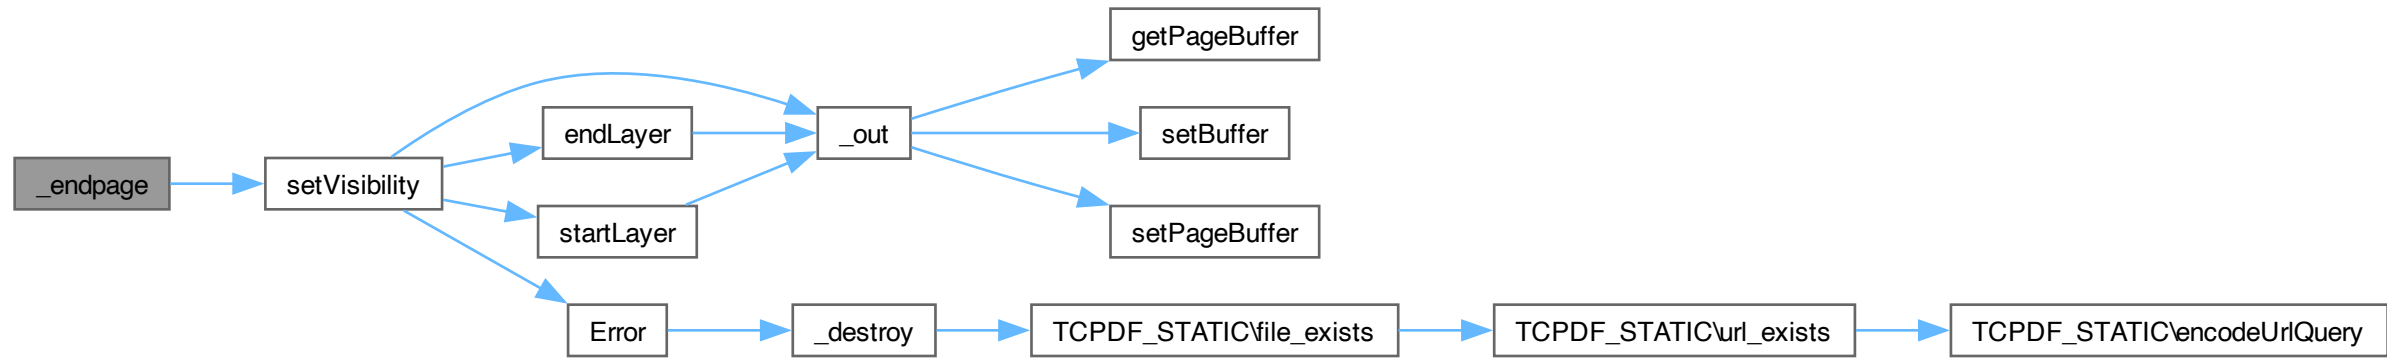 _endpage
setVisibility
endLayer
startLayer
Error
_out
_destroy
getPageBuffer
setBuffer
setPageBuffer
TCPDF_STATIC\file_exists
TCPDF_STATIC\url_exists
TCPDF_STATIC\encodeUrlQuery